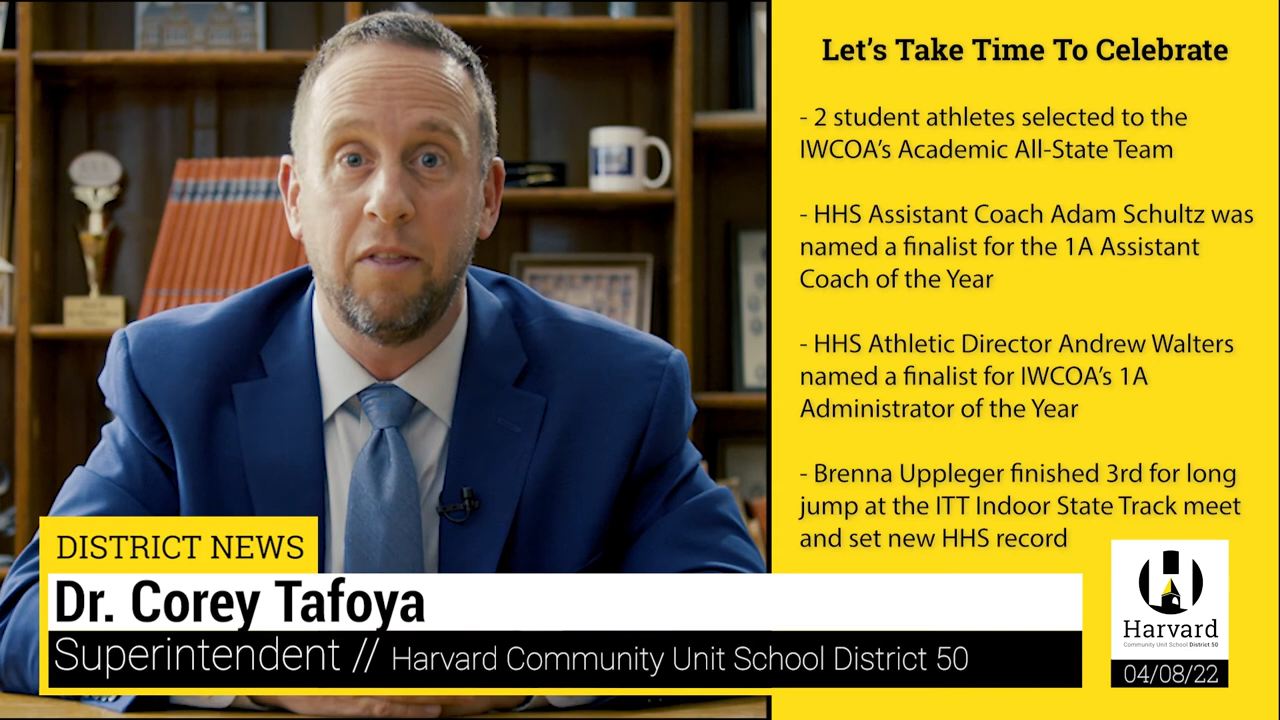 Let's Take Time To Celebrate
- 2 student athletes selected to the
IWCOA's Academic All-State Team
- HHS Assistant Coach Adam Schultz was
named a finalist for the 1A Assistant
Coach of the Year
- HHS Athletic Director Andrew Walters
named a finalist for IWCOA's 1A
Administrator of the Year
- Brenna Uppleger finished 3rd for long
jump at the ITT Indoor State Track meet
and set new HHS record
DISTRICT NEWS
Dr. Corey Tafoya
Superintendent // Harvard Community Unit School District 50
Harvard
Community Unit School District 50
04/08/22